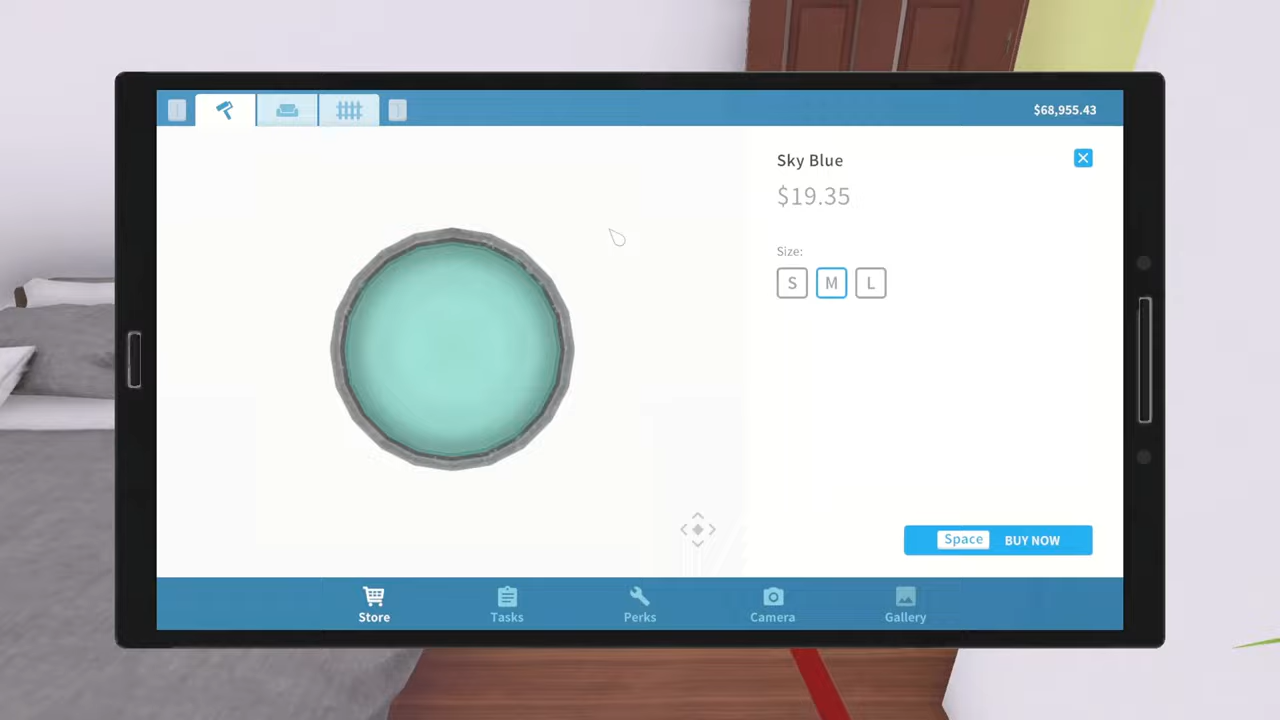 $68,955.43
Sky Blue
$19.35
Size:
S M L
Space BUY NOW
Store Tasks Perks Camera Gallery